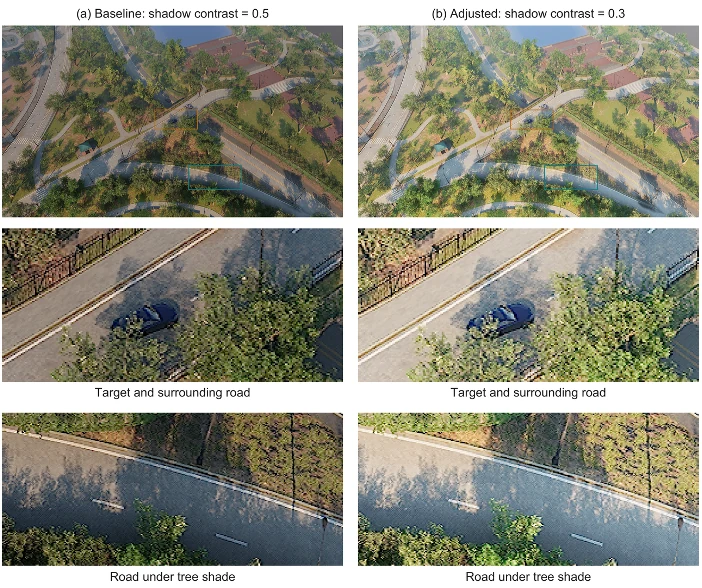 (a) Baseline: shadow contrast = 0.5
(b) Adjusted: shadow contrast = 0.3
Target and surrounding road
Target and surrounding road
Road under tree shade
Road under tree shade